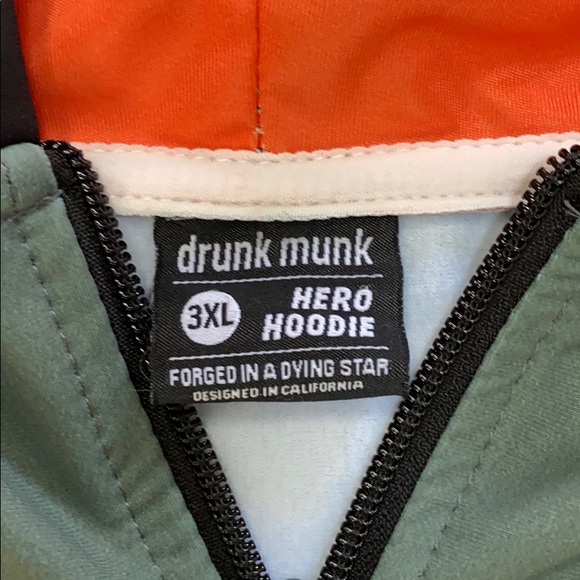 drunk munk
3XL
HERO
HOODIE
FORGED IN A DYING STAR
DESIGNED IN CALIFORNIA